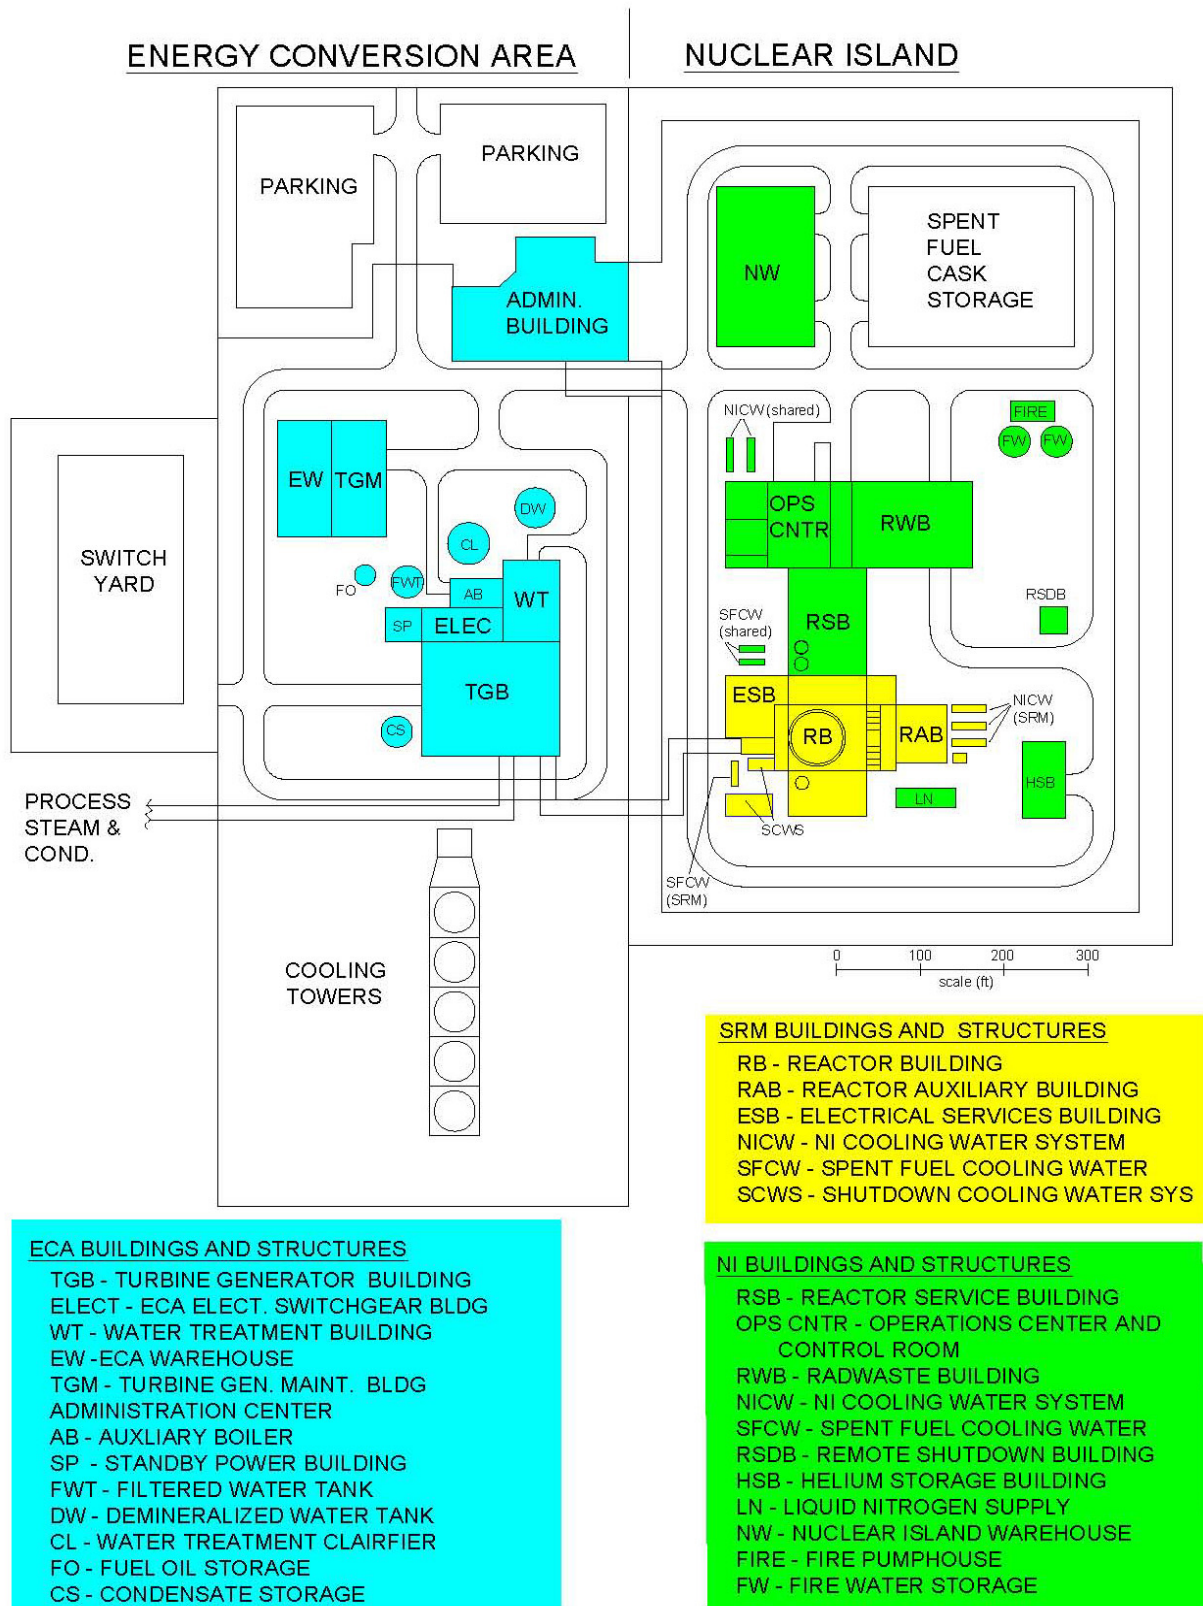 ENERGY CONVERSION AREA
NUCLEAR ISLAND
PARKING
PARKING
ADMIN.
BUILDING
NW
SPENT
FUEL
CASK
STORAGE
NICW (shared)
FIRE
FW
FW
EW
TGM
DW
CL
OPS
CNTR
RWB
SWITCH
YARD
FO
FWT
AB
WT
SP
ELEC
RSB
RSDB
SFCW
(shared)
TGB
CS
ESB
RB
RAB
NICW
(SRM)
HSB
LN
SCWS
SFCW
(SRM)
PROCESS
STEAM &
COND.
COOLING
TOWERS
0 100 200 300
scale (ft)
SRM BUILDINGS AND STRUCTURES
RB - REACTOR BUILDING
RAB - REACTOR AUXILIARY BUILDING
ESB - ELECTRICAL SERVICES BUILDING
NICW - NI COOLING WATER SYSTEM
SFCW - SPENT FUEL COOLING WATER
SCWS - SHUTDOWN COOLING WATER SYS
ECA BUILDINGS AND STRUCTURES
TGB - TURBINE GENERATOR BUILDING
ELECT - ECA ELECT. SWITCHGEAR BLDG
WT - WATER TREATMENT BUILDING
EW -ECA WAREHOUSE
TGM - TURBINE GEN. MAINT. BLDG
ADMINISTRATION CENTER
AB - AUXLIARY BOILER
SP - STANDBY POWER BUILDING
FWT - FILTERED WATER TANK
DW - DEMINERALIZED WATER TANK
CL - WATER TREATMENT CLAIRFIER
FO - FUEL OIL STORAGE
CS - CONDENSATE STORAGE
NI BUILDINGS AND STRUCTURES
RSB - REACTOR SERVICE BUILDING
OPS CNTR - OPERATIONS CENTER AND
CONTROL ROOM
RWB - RADWASTE BUILDING
NICW - NI COOLING WATER SYSTEM
SFCW - SPENT FUEL COOLING WATER
RSDB - REMOTE SHUTDOWN BUILDING
HSB - HELIUM STORAGE BUILDING
LN - LIQUID NITROGEN SUPPLY
NW - NUCLEAR ISLAND WAREHOUSE
FIRE - FIRE PUMPHOUSE
FW - FIRE WATER STORAGE